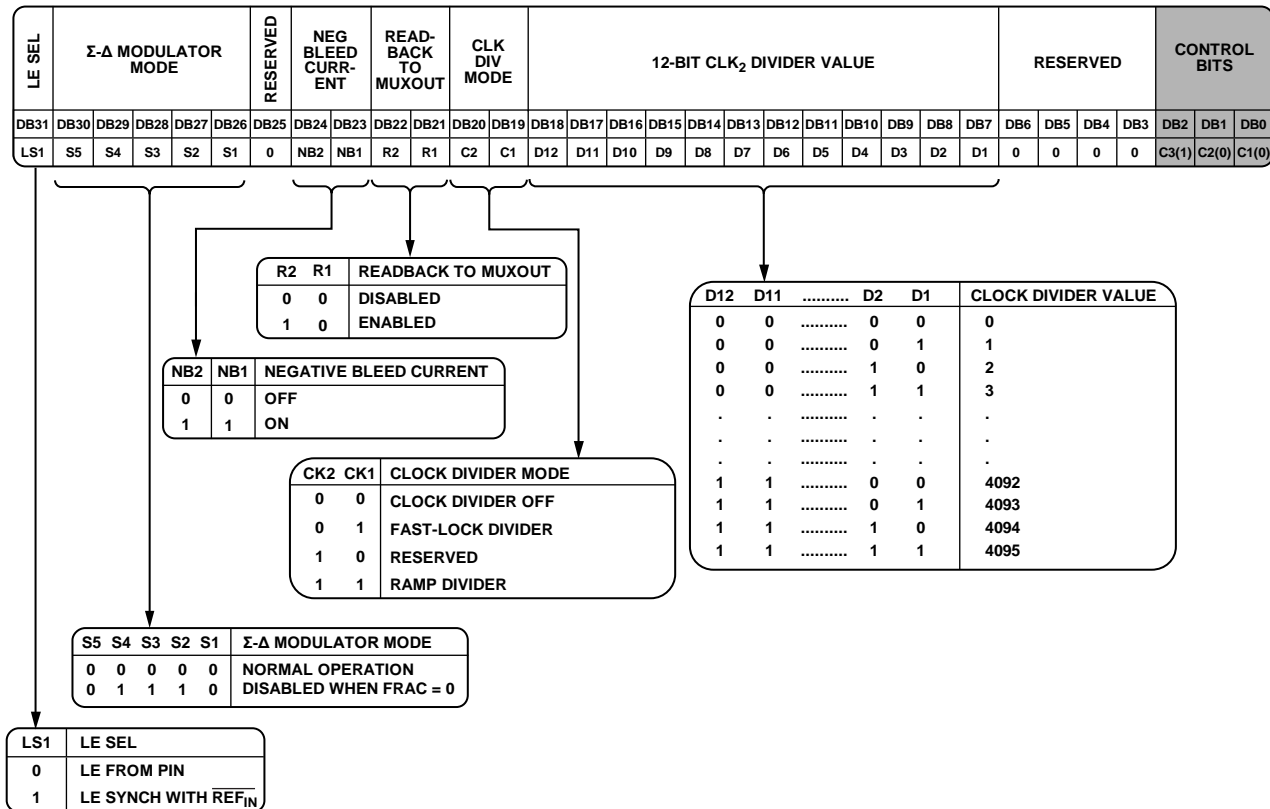 LE SEL
Σ-Δ MODULATOR
MODE
RESERVED
NEG
BLEED
CURR-
ENT
READ-
BACK
TO
MUXOUT
CLK
DIV
MODE
12-BIT CLK2 DIVIDER VALUE
RESERVED
CONTROL
BITS
DB31 DB30 DB29 DB28 DB27 DB26 DB25 DB24 DB23 DB22 DB21 DB20 DB19 DB18 DB17 DB16 DB15 DB14 DB13 DB12 DB11 DB10 DB9 DB8 DB7 DB6 DB5 DB4 DB3 DB2 DB1 DB0
LS1 S5 S4 S3 S2 S1 0 NB2 NB1 R2 R1 C2 C1 D12 D11 D10 D9 D8 D7 D6 D5 D4 D3 D2 D1 0 0 0 0 C3(1) C2(0) C1(0)
R2 R1 READBACK TO MUXOUT
0 0 DISABLED
1 0 ENABLED
NB2 NB1 NEGATIVE BLEED CURRENT
0 0 OFF
1 1 ON
CK2 CK1 CLOCK DIVIDER MODE
0 0 CLOCK DIVIDER OFF
0 1 FAST-LOCK DIVIDER
1 0 RESERVED
1 1 RAMP DIVIDER
D12 D11 .......... D2 D1 CLOCK DIVIDER VALUE
0 0 .......... 0 0 0
0 0 .......... 0 1 1
0 0 .......... 1 0 2
0 0 .......... 1 1 3
. . .......... . . .
. . .......... . . .
. . .......... . . .
1 1 .......... 0 0 4092
1 1 .......... 0 1 4093
1 1 .......... 1 0 4094
1 1 .......... 1 1 4095
S5 S4 S3 S2 S1 Σ-Δ MODULATOR MODE
0 0 0 0 0 NORMAL OPERATION
0 1 1 1 0 DISABLED WHEN FRAC = 0
LS1 LE SEL
0 LE FROM PIN
1 LE SYNCH WITH REFIN